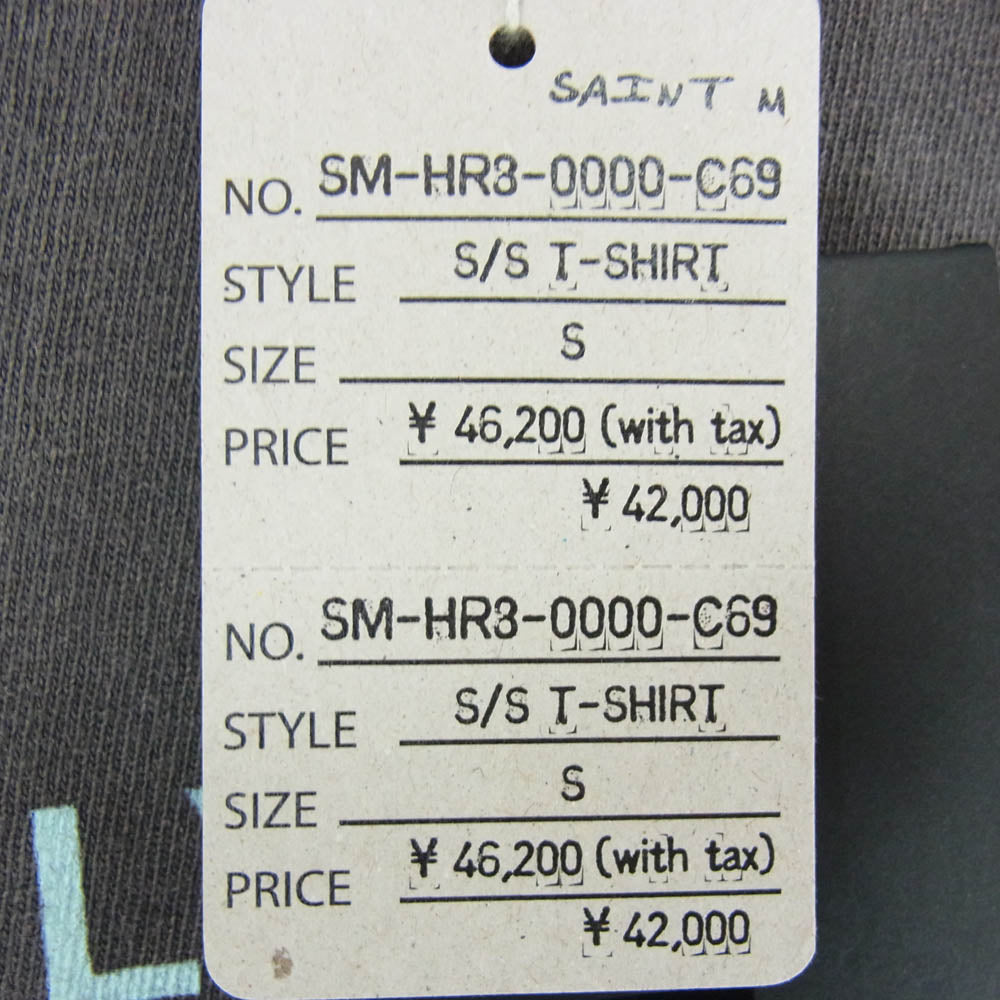 SAINT M
NO. SM-HR3-0000-C69
STYLE S/S T-SHIRT
SIZE S
PRICE ¥ 46,200 (with tax)
¥ 42,000
NO. SM-HR3-0000-C69
STYLE S/S T-SHIRT
SIZE S
PRICE ¥ 46,200 (with tax)
¥ 42,000